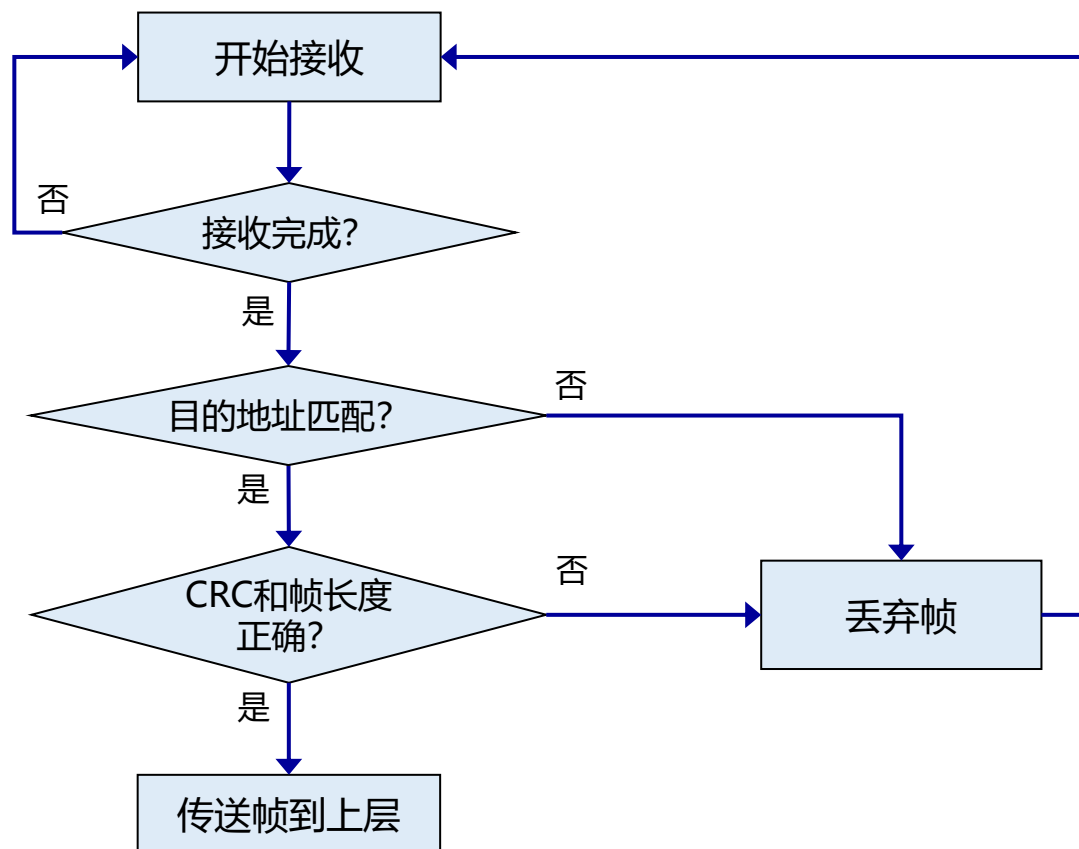 开始接收
否
接收完成?
是
目的地址匹配?
否
是
CRC和帧长度
正确?
否
丢弃帧
是
传送帧到上层